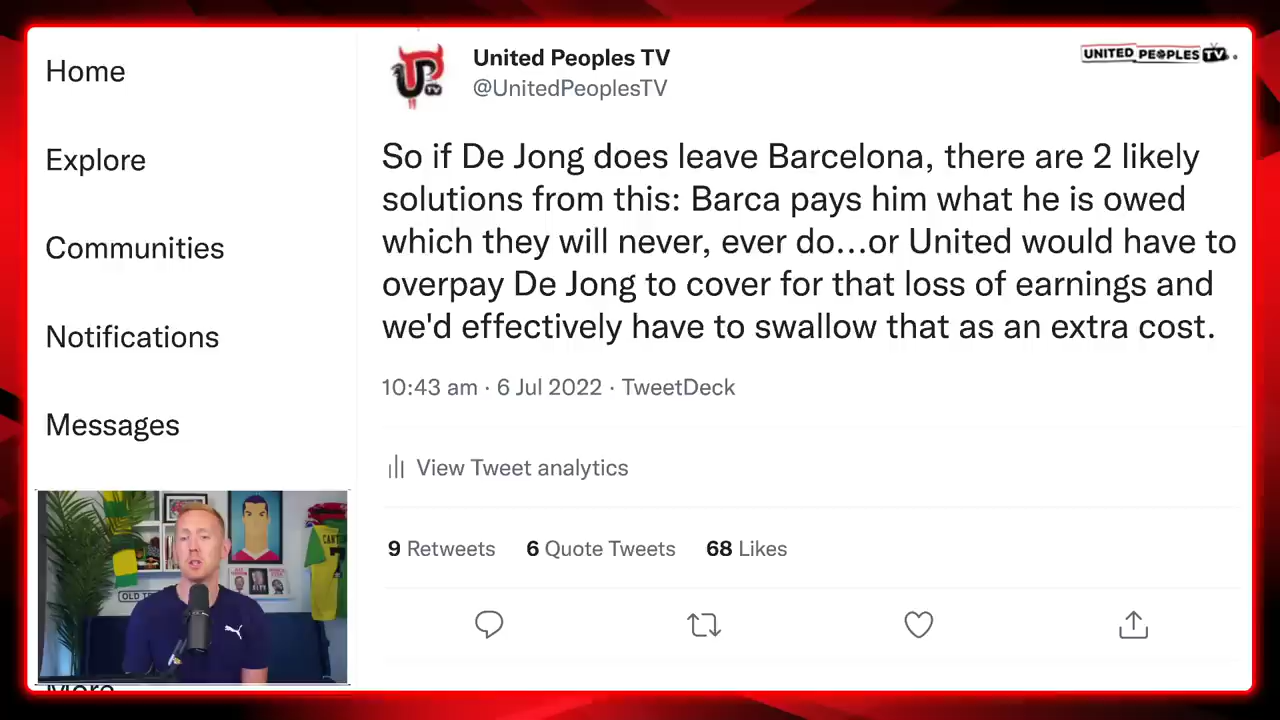 Home
Explore
Communities
Notifications
Messages
More
United Peoples TV
@UnitedPeoplesTV
UNITED PEOPLES TV
So if De Jong does leave Barcelona, there are 2 likely
solutions from this: Barca pays him what he is owed
which they will never, ever do...or United would have to
overpay De Jong to cover for that loss of earnings and
we'd effectively have to swallow that as an extra cost.
10:43 am · 6 Jul 2022 · TweetDeck
View Tweet analytics
9 Retweets 6 Quote Tweets 68 Likes